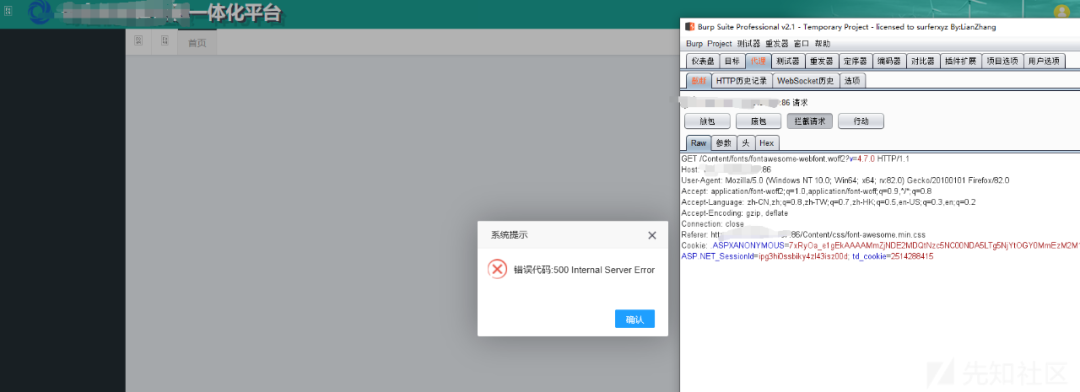 一体化平台
首页
系统提示
错误代码:500 Internal Server Error
确认
Burp Suite Professional v2.1 - Temporary Project - licensed to surferxyz By:LianZhang
Burp Project 测试器 重发器 窗口 帮助
仪表盘 目标 代理 测试器 重发器 定序器 编码器 对比器 插件扩展 项目选项 用户选项
HTTP历史记录 WebSocket历史 选项
:86 请求
放包 废包 拦截请求 行动
Raw 参数 头 Hex
GET /Content/fonts/fontawesome-webfont.woff2?v=4.7.0 HTTP/1.1
Host: :86
User-Agent: Mozilla/5.0 (Windows NT 10.0; Win64; x64; rv:82.0) Gecko/20100101 Firefox/82.0
Accept: application/font-woff2;q=1.0,application/font-woff;q=0.9,*/*;q=0.8
Accept-Language: zh-CN,zh;q=0.8,zh-TW;q=0.7,zh-HK;q=0.5,en-US;q=0.3,en;q=0.2
Accept-Encoding: gzip, deflate
Connection: close
Referer: :86/Content/css/font-awesome.min.css
Cookie: .ASPXANONYMOUS=
ASP.NET_SessionId= td_cookie=2514288415
先知社区